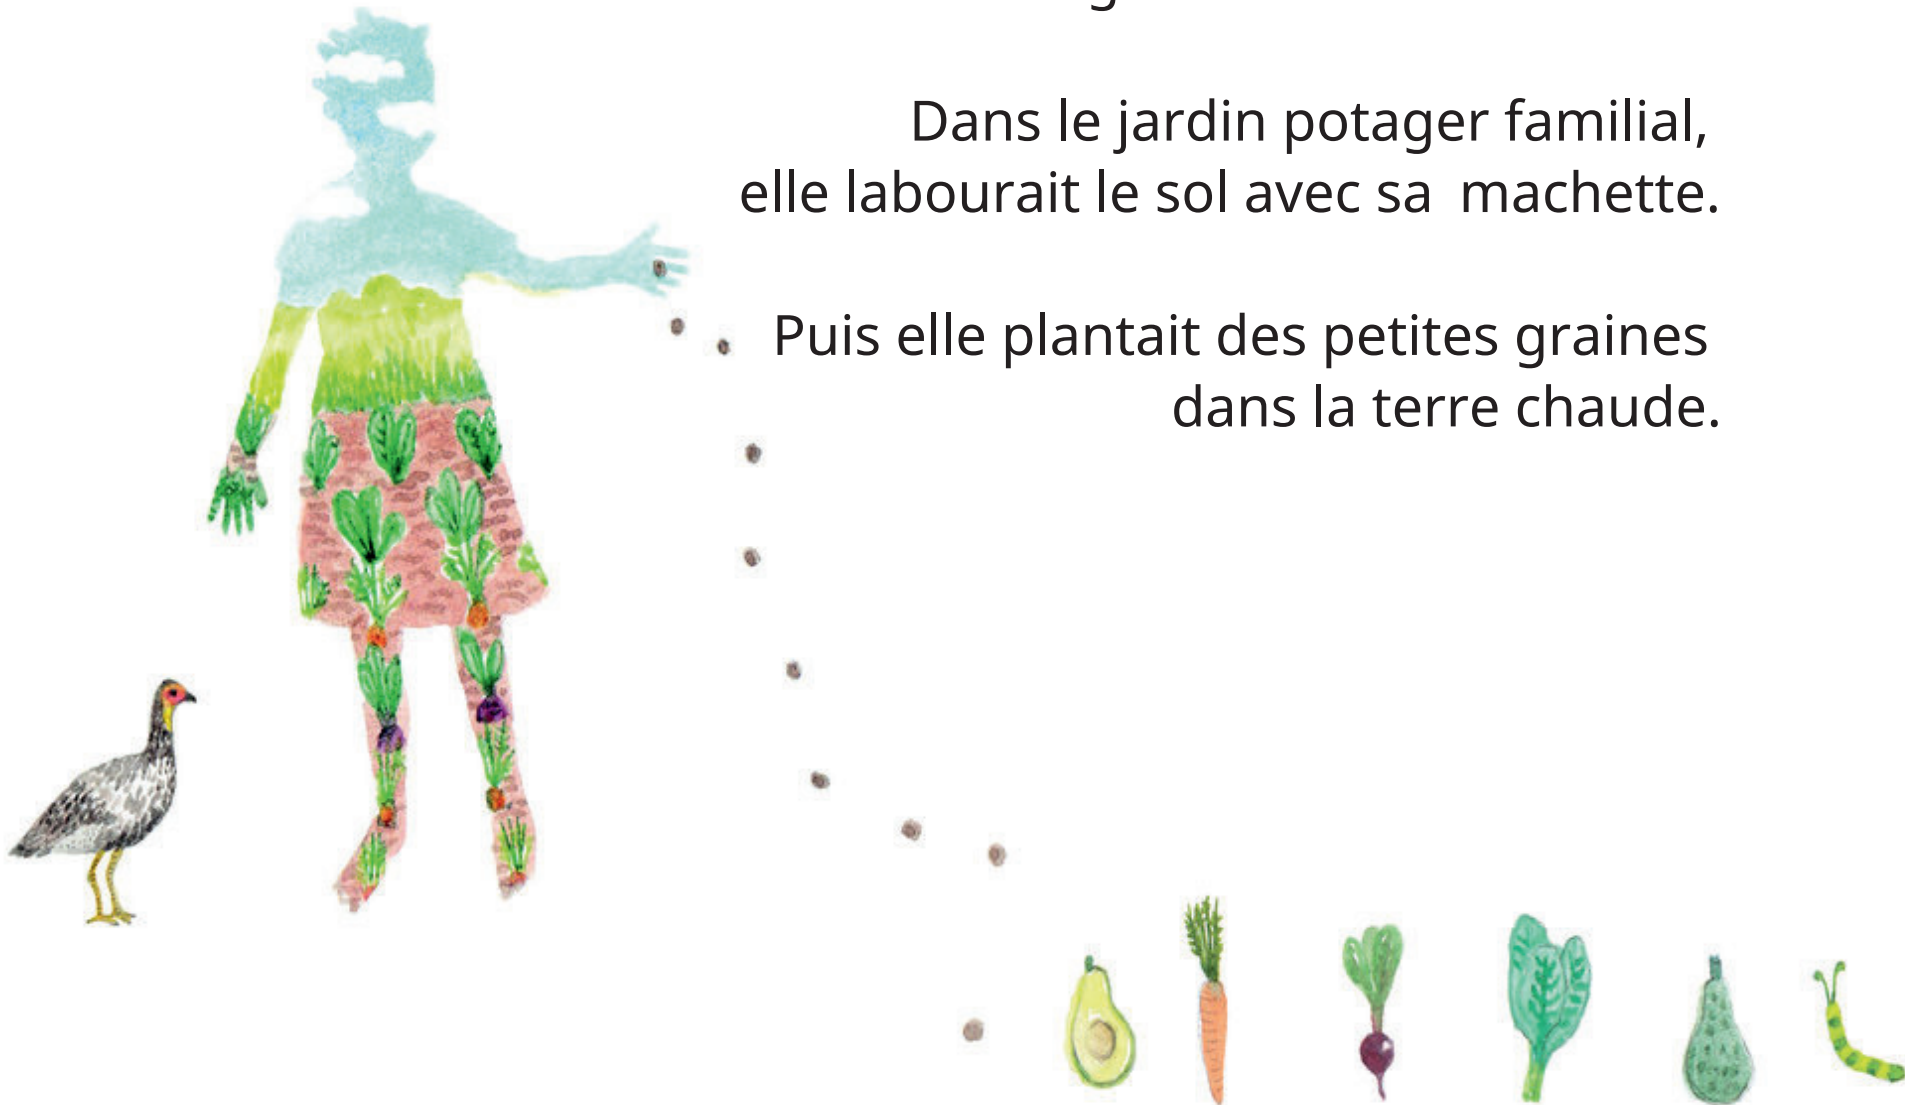 Dans le jardin potager familial,
elle labourait le sol avec sa machette.
Puis elle plantait des petites graines
dans la terre chaude.